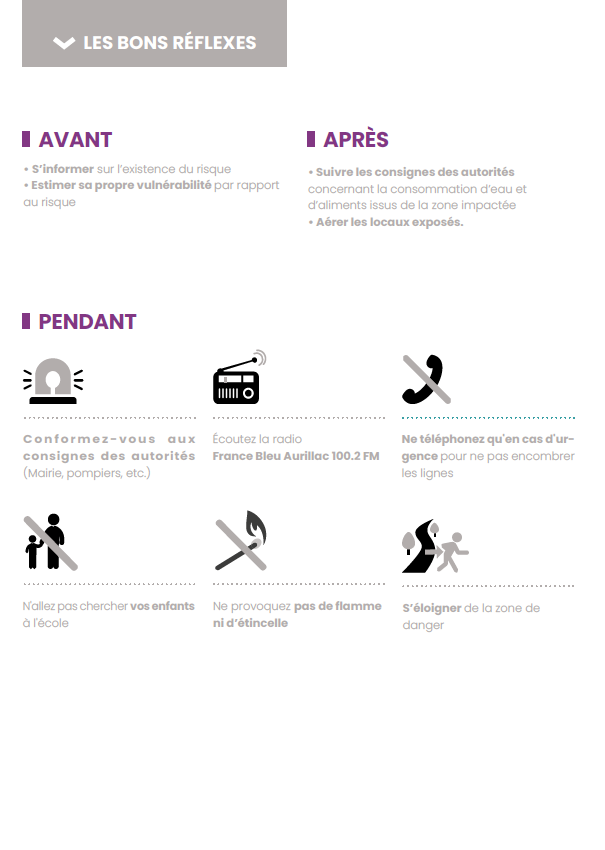 LES BONS RÉFLEXES
AVANT
• S’informer sur l’existence du risque
• Estimer sa propre vulnérabilité par rapport
au risque
APRÈS
• Suivre les consignes des autorités
concernant la consommation d’eau et
d’aliments issus de la zone impactée
• Aérer les locaux exposés.
PENDANT
Conformez-vous aux
consignes des autorités
(Mairie, pompiers, etc.)
Écoutez la radio
France Bleu Aurillac 100.2 FM
Ne téléphonez qu'en cas d'ur-
gence pour ne pas encombrer
les lignes
N'allez pas chercher vos enfants
à l'école
Ne provoquez pas de flamme
ni d’étincelle
S’éloigner de la zone de
danger